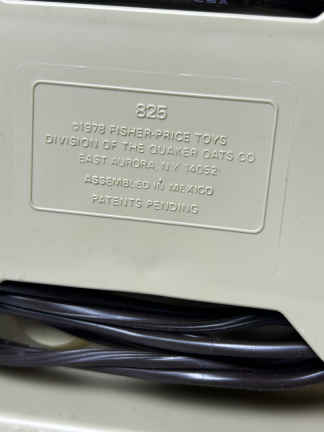 825
©1978 FISHER-PRICE TOYS
DIVISION OF THE QUAKER OATS CO
EAST AURORA, N.Y. 14052
ASSEMBLED IN MEXICO
PATENTS PENDING